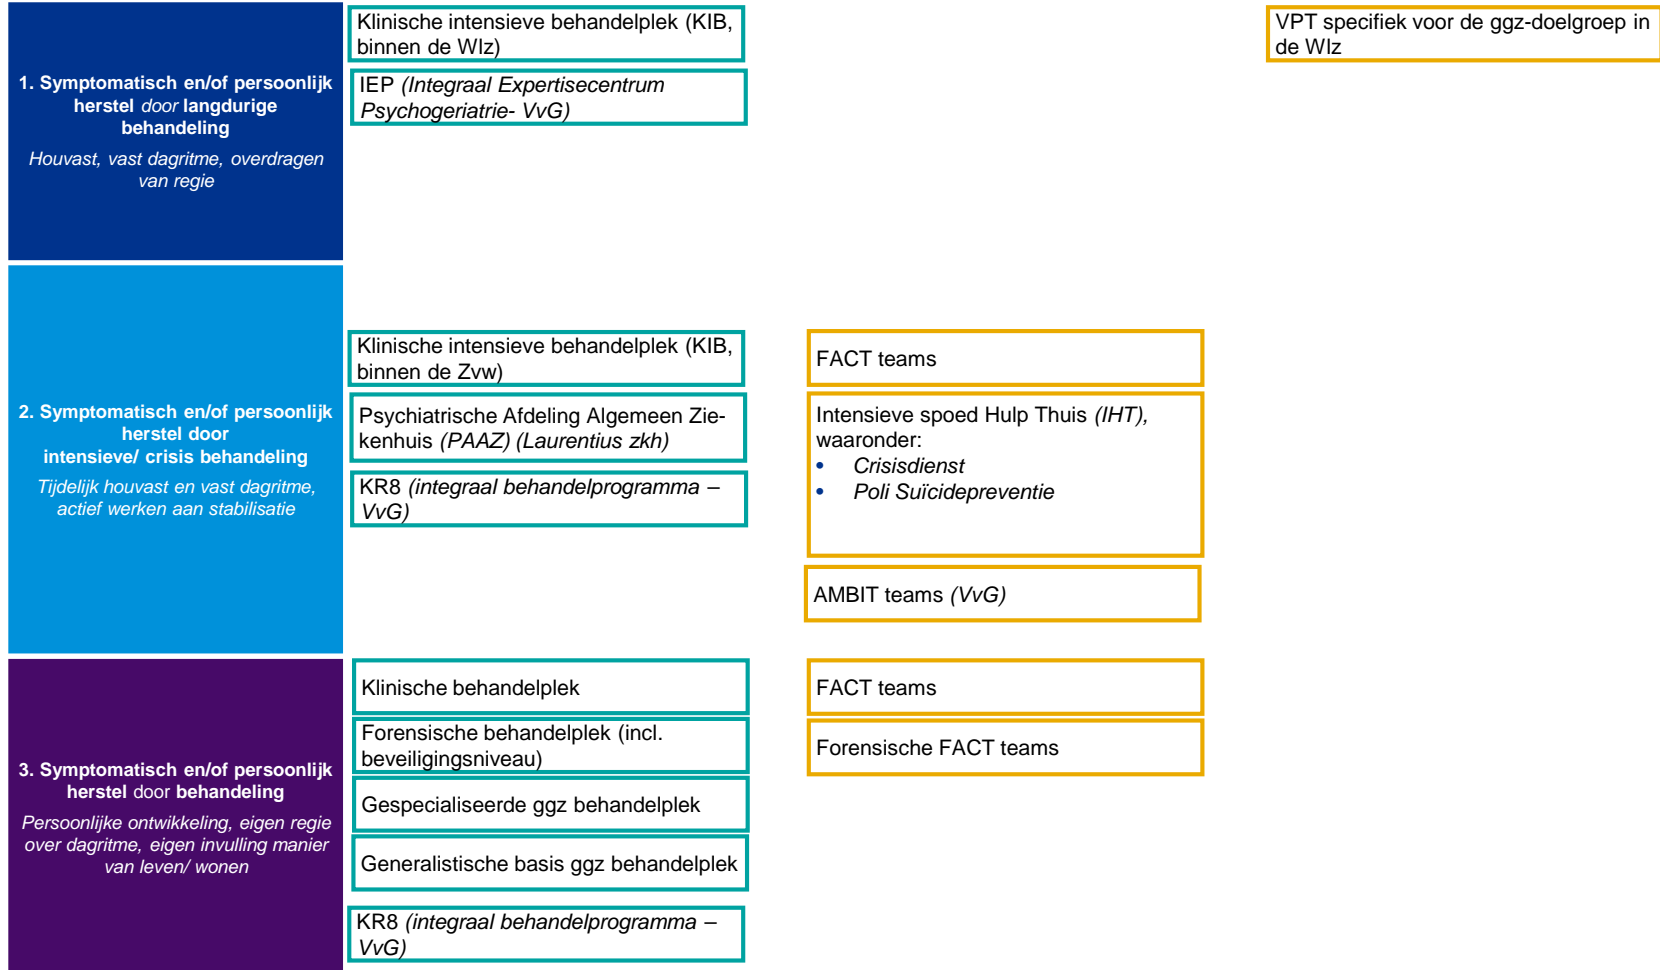 1. Symptomatisch en/of persoonlijk
herstel door langdurige
behandeling
Houvast, vast dagritme, overdragen
van regie
Klinische intensieve behandelplek (KIB,
binnen de Wlz)
IEP (Integraal Expertisecentrum
Psychogeriatrie- VvG)
VPT specifiek voor de ggz-doelgroep in
de Wlz
2. Symptomatisch en/of persoonlijk
herstel door
intensieve/ crisis behandeling
Tijdelijk houvast en vast dagritme,
actief werken aan stabilisatie
Klinische intensieve behandelplek (KIB,
binnen de Zvw)
Psychiatrische Afdeling Algemeen Zie-
kenhuis (PAAZ) (Laurentius zkh)
KR8 (integraal behandelprogramma –
VvG)
FACT teams
Intensieve spoed Hulp Thuis (IHT),
waaronder:
• Crisisdienst
• Poli Suïcidepreventie
AMBIT teams (VvG)
3. Symptomatisch en/of persoonlijk
herstel door behandeling
Persoonlijke ontwikkeling, eigen regie
over dagritme, eigen invulling manier
van leven/ wonen
Klinische behandelplek
Forensische behandelplek (incl.
beveiligingsniveau)
Gespecialiseerde ggz behandelplek
Generalistische basis ggz behandelplek
KR8 (integraal behandelprogramma –
VvG)
FACT teams
Forensische FACT teams